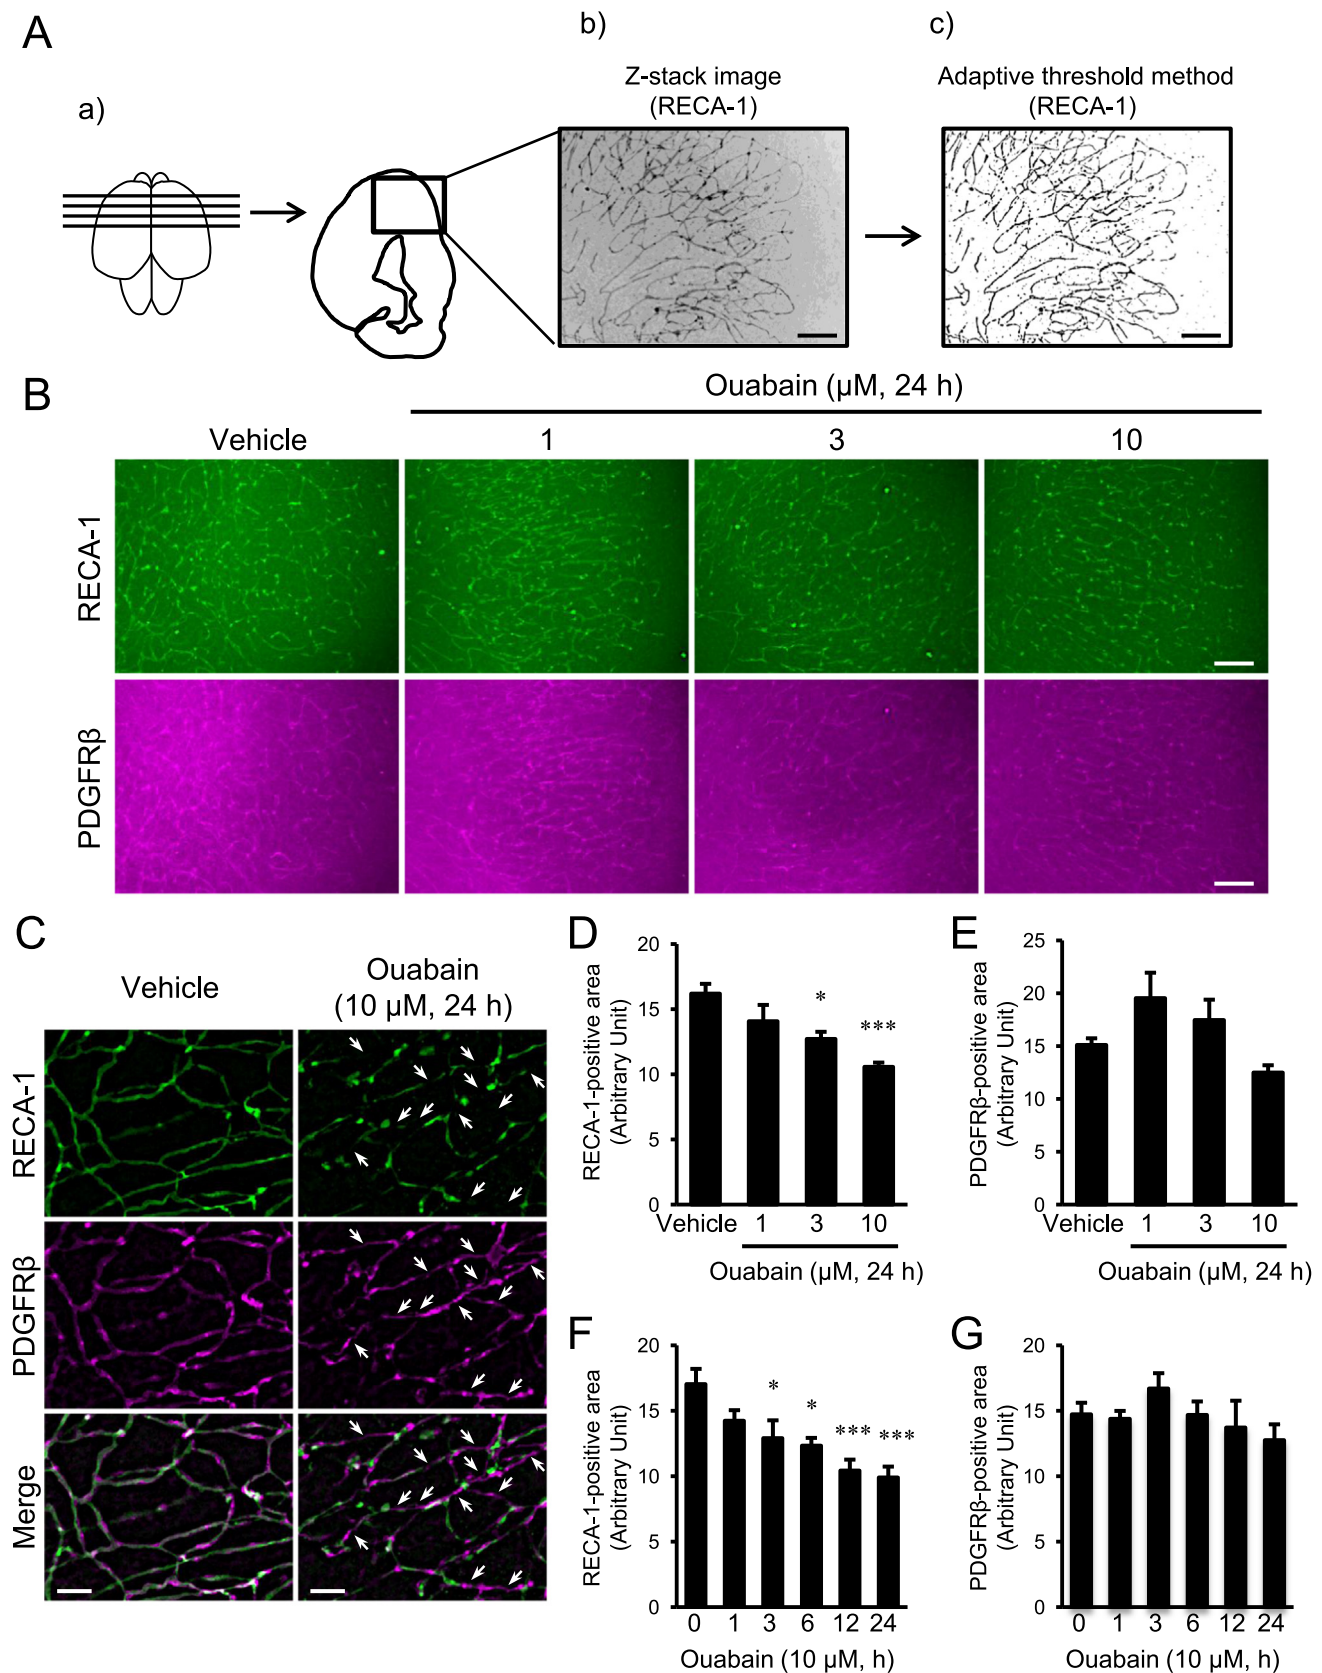 A
a)
b)
c)
Z-stack image
(RECA-1)
Adaptive threshold method
(RECA-1)
B
Ouabain (µM, 24 h)
Vehicle
1
3
10
RECA-1
PDGFRβ
C
Vehicle
Ouabain
(10 µM, 24 h)
RECA-1
PDGFRβ
Merge
D
RECA-1-positive area
(Arbitrary Unit)
20
15
10
5
0
*
***
Vehicle 1 3 10
Ouabain (µM, 24 h)
E
PDGFRβ-positive area
(Arbitrary Unit)
25
20
15
10
5
0
Vehicle 1 3 10
Ouabain (µM, 24 h)
F
RECA-1-positive area
(Arbitrary Unit)
20
15
10
5
0
*
*
***
***
0 1 3 6 12 24
Ouabain (10 µM, h)
G
PDGFRβ-positive area
(Arbitrary Unit)
20
15
10
5
0
0 1 3 6 12 24
Ouabain (10 µM, h)